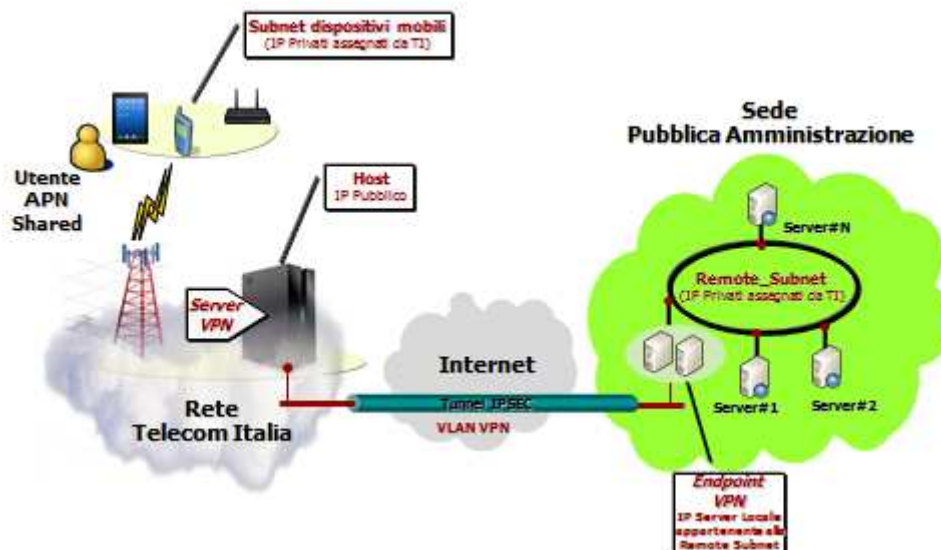 Subnet dispositivi mobili
(IP Privati assegnati da TI)
Utente
APN
Shared
Host
IP Pubblico
Server
VPN
Rete
Telecom Italia
Internet
Tunnel IPSEC
VLAN VPN
Sede
Pubblica Amministrazione
Server#N
Remote_Subnet
(IP Privati assegnati da TI)
Server#1
Server#2
Endpoint
VPN
IP Server Locale
appartenente alla
Remote Subnet